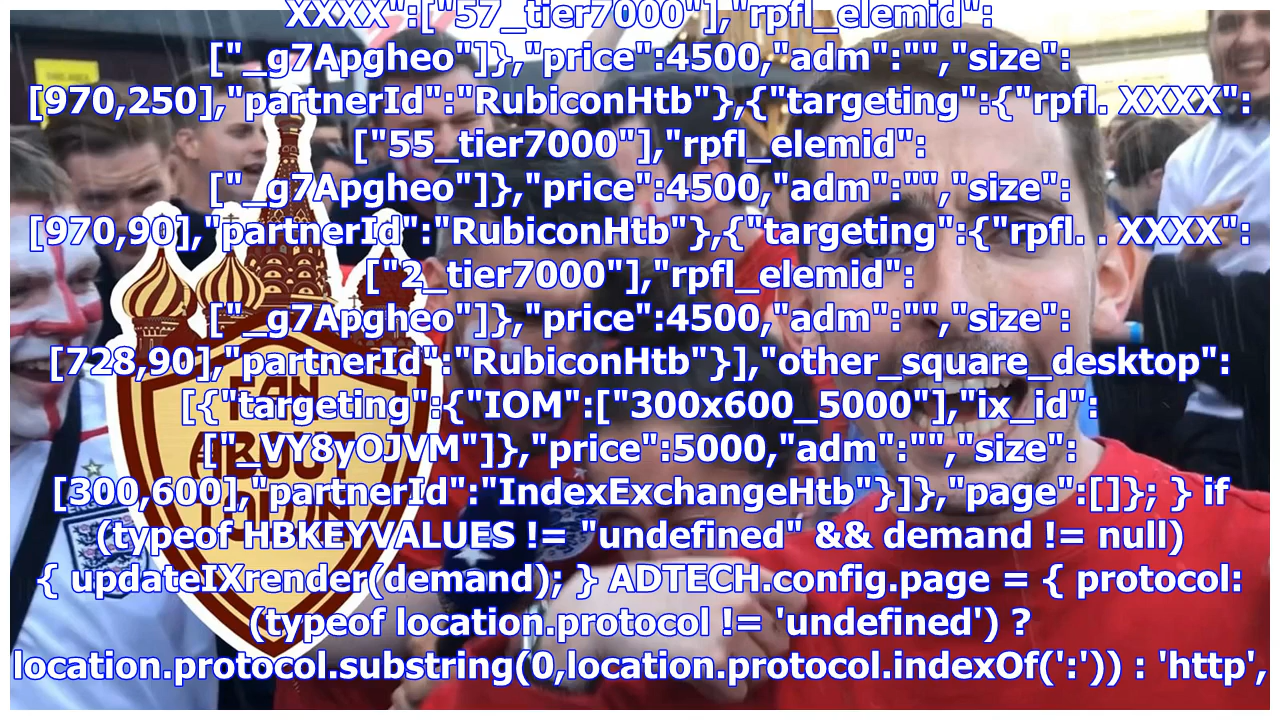 XXXX":["57_tier7000"],"rpfl_elemid":
["_g7Apgheo"]},"price":4500,"adm":"","size":
[970,250],"partnerId":"RubiconHtb"},{"targeting":{"rpfl. XXXX":
["55_tier7000"],"rpfl_elemid":
["_g7Apgheo"]},"price":4500,"adm":"","size":
[970,90],"partnerId":"RubiconHtb"},{"targeting":{"rpfl. . XXXX":
["2_tier7000"],"rpfl_elemid":
["_g7Apgheo"]},"price":4500,"adm":"","size":
[728,90],"partnerId":"RubiconHtb"}],"other_square_desktop":
[{"targeting":{"IOM":["300x600_5000"],"ix_id":
["_VY8yOJVM"]},"price":5000,"adm":"","size":
[300,600],"partnerId":"IndexExchangeHtb"}]},"page":[]}; } if
(typeof HBKEYVALUES != "undefined" && demand != null)
{ updateIXrender(demand); } ADTECH.config.page = { protocol:
(typeof location.protocol != 'undefined') ?
location.protocol.substring(0,location.protocol.indexOf(':')) : 'http',
FAN